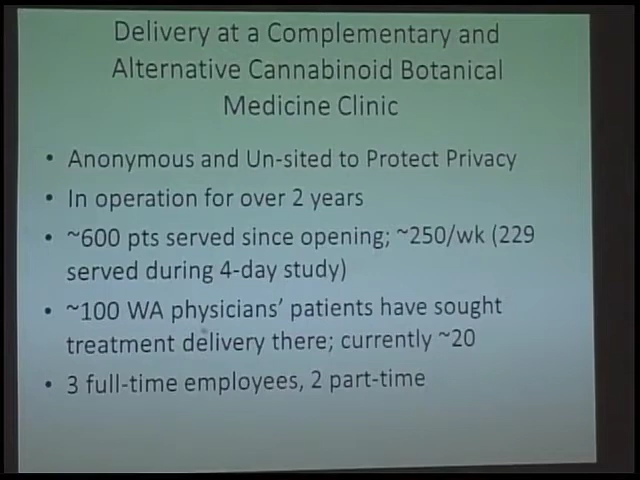 Delivery at a Complementary and
Alternative Cannabinoid Botanical
Medicine Clinic
• Anonymous and Un-sited to Protect Privacy
• In operation for over 2 years
• ~600 pts served since opening; ~250/wk (229
served during 4-day study)
• ~100 WA physicians’ patients have sought
treatment delivery there; currently ~20
• 3 full-time employees, 2 part-time